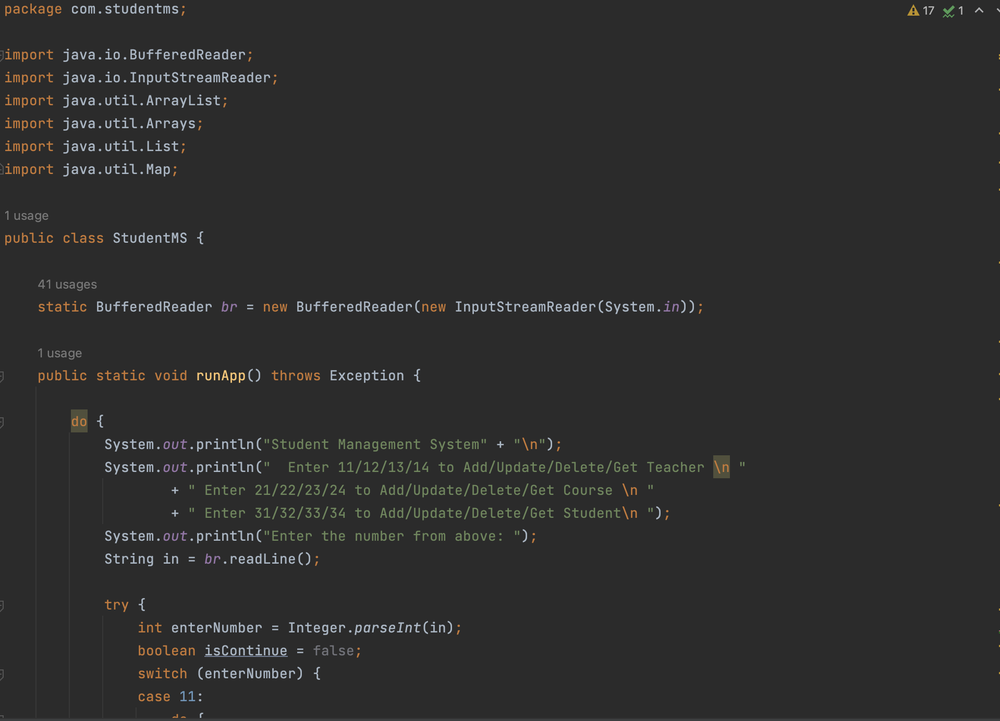 package com.studentms;
17 1
import java.io.BufferedReader;
import java.io.InputStreamReader;
import java.util.ArrayList;
import java.util.Arrays;
import java.util.List;
import java.util.Map;
1 usage
public class StudentMS {
41 usages
static BufferedReader br = new BufferedReader(new InputStreamReader(System.in));
1 usage
public static void runApp() throws Exception {
do {
System.out.println("Student Management System" + "\n");
System.out.println("  Enter 11/12/13/14 to Add/Update/Delete/Get Teacher \n "
+ " Enter 21/22/23/24 to Add/Update/Delete/Get Course \n "
+ " Enter 31/32/33/34 to Add/Update/Delete/Get Student\n ");
System.out.println("Enter the number from above: ");
String in = br.readLine();
try {
int enterNumber = Integer.parseInt(in);
boolean isContinue = false;
switch (enterNumber) {
case 11:
do {